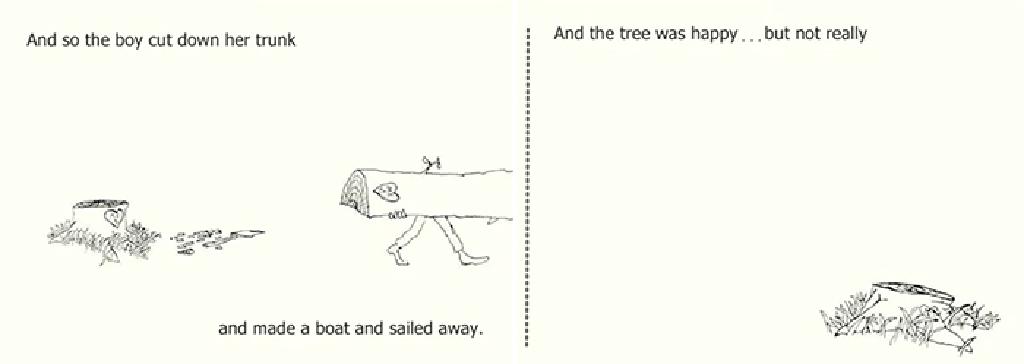 And so the boy cut down her trunk
and made a boat and sailed away.
And the tree was happy...but not really